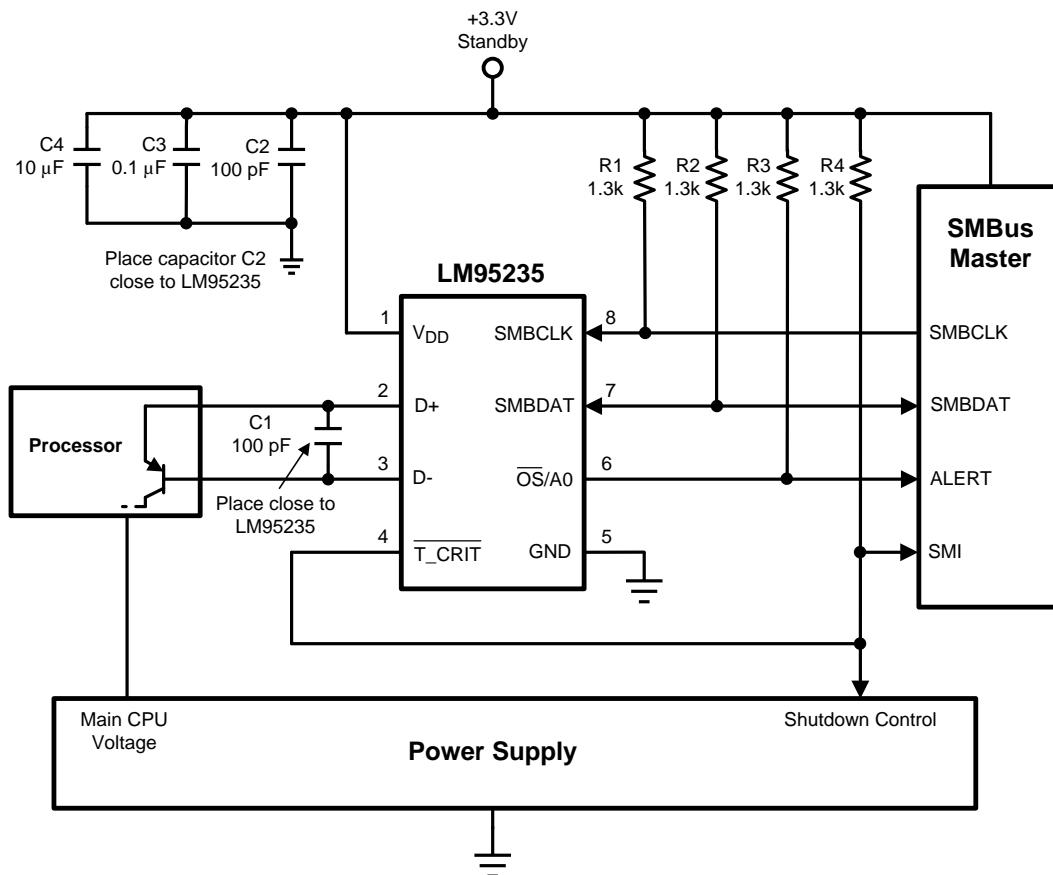 +3.3V
Standby
C4
10 μF
C3
0.1 μF
C2
100 pF
R1
1.3k
R2
1.3k
R3
1.3k
R4
1.3k
Place capacitor C2
close to LM95235
SMBus
Master
LM95235
1
VDD
SMBCLK
8
SMBCLK
2
D+
SMBDAT
7
SMBDAT
Processor
C1
100 pF
3
D-
OS/A0
6
ALERT
Place close to
LM95235
4
T_CRIT
GND
5
SMI
Main CPU
Voltage
Shutdown Control
Power Supply